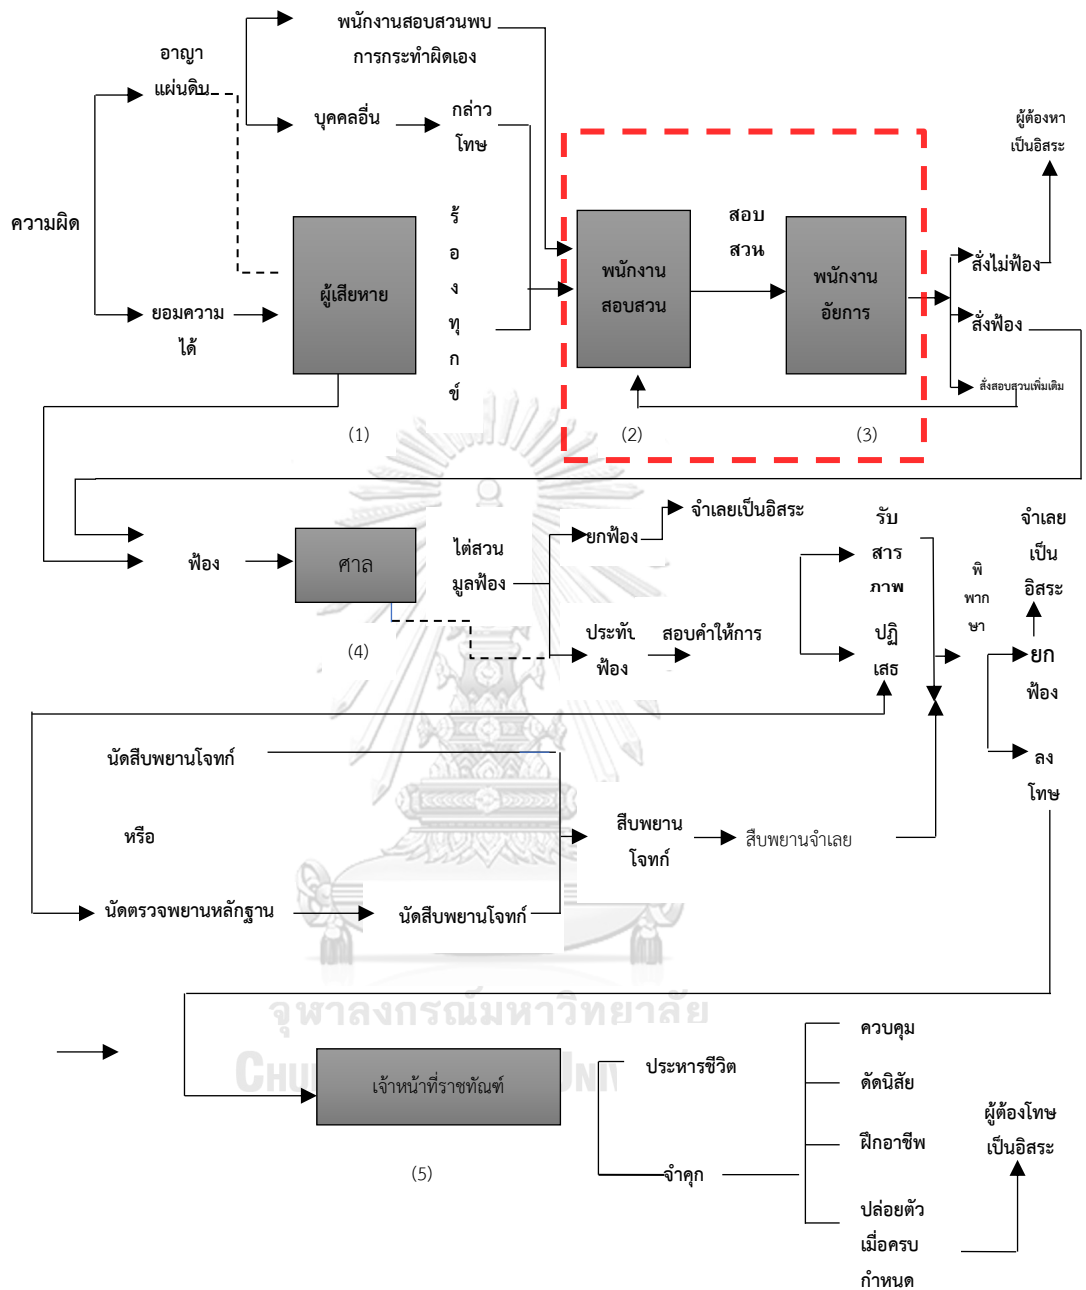 พนักงานสอบสวนพบ
การกระทำผิดเอง
อาญา
แผ่นดิน
บุคคลอื่น
กล่าว
โทษ
ผู้ต้องหา
เป็นอิสระ
ความผิด
ร้
อ
ง
ทุ
ก
ข์
ผู้เสียหาย
ยอมความ
ได้
พนักงาน
สอบสวน
สอบ
สวน
พนักงาน
อัยการ
สั่งไม่ฟ้อง
สั่งฟ้อง
สั่งสอบสวนเพิ่มเติม
(1)
(2)
(3)
ฟ้อง
ศาล
(4)
ไต่สวน
มูลฟ้อง
ยกฟ้อง
จำเลยเป็นอิสระ
ประทับ
ฟ้อง
สอบคำให้การ
รับ
สาร
ภาพ
ปฏิ
เสธ
พิ
พาก
ษา
จำเลย
เป็น
อิสระ
ยก
ฟ้อง
ลง
โทษ
นัดสืบพยานโจทก์
หรือ
นัดตรวจพยานหลักฐาน
นัดสืบพยานโจทก์
สืบพยาน
โจทก์
สืบพยานจำเลย
จุฬาลงกรณ์มหาวิทยาลัย
เจ้าหน้าที่ราชทัณฑ์
(5)
ประหารชีวิต
จำคุก
ควบคุม
ดัดนิสัย
ฝึกอาชีพ
ปล่อยตัว
เมื่อครบ
กำหนด
ผู้ต้องโทษ
เป็นอิสระ